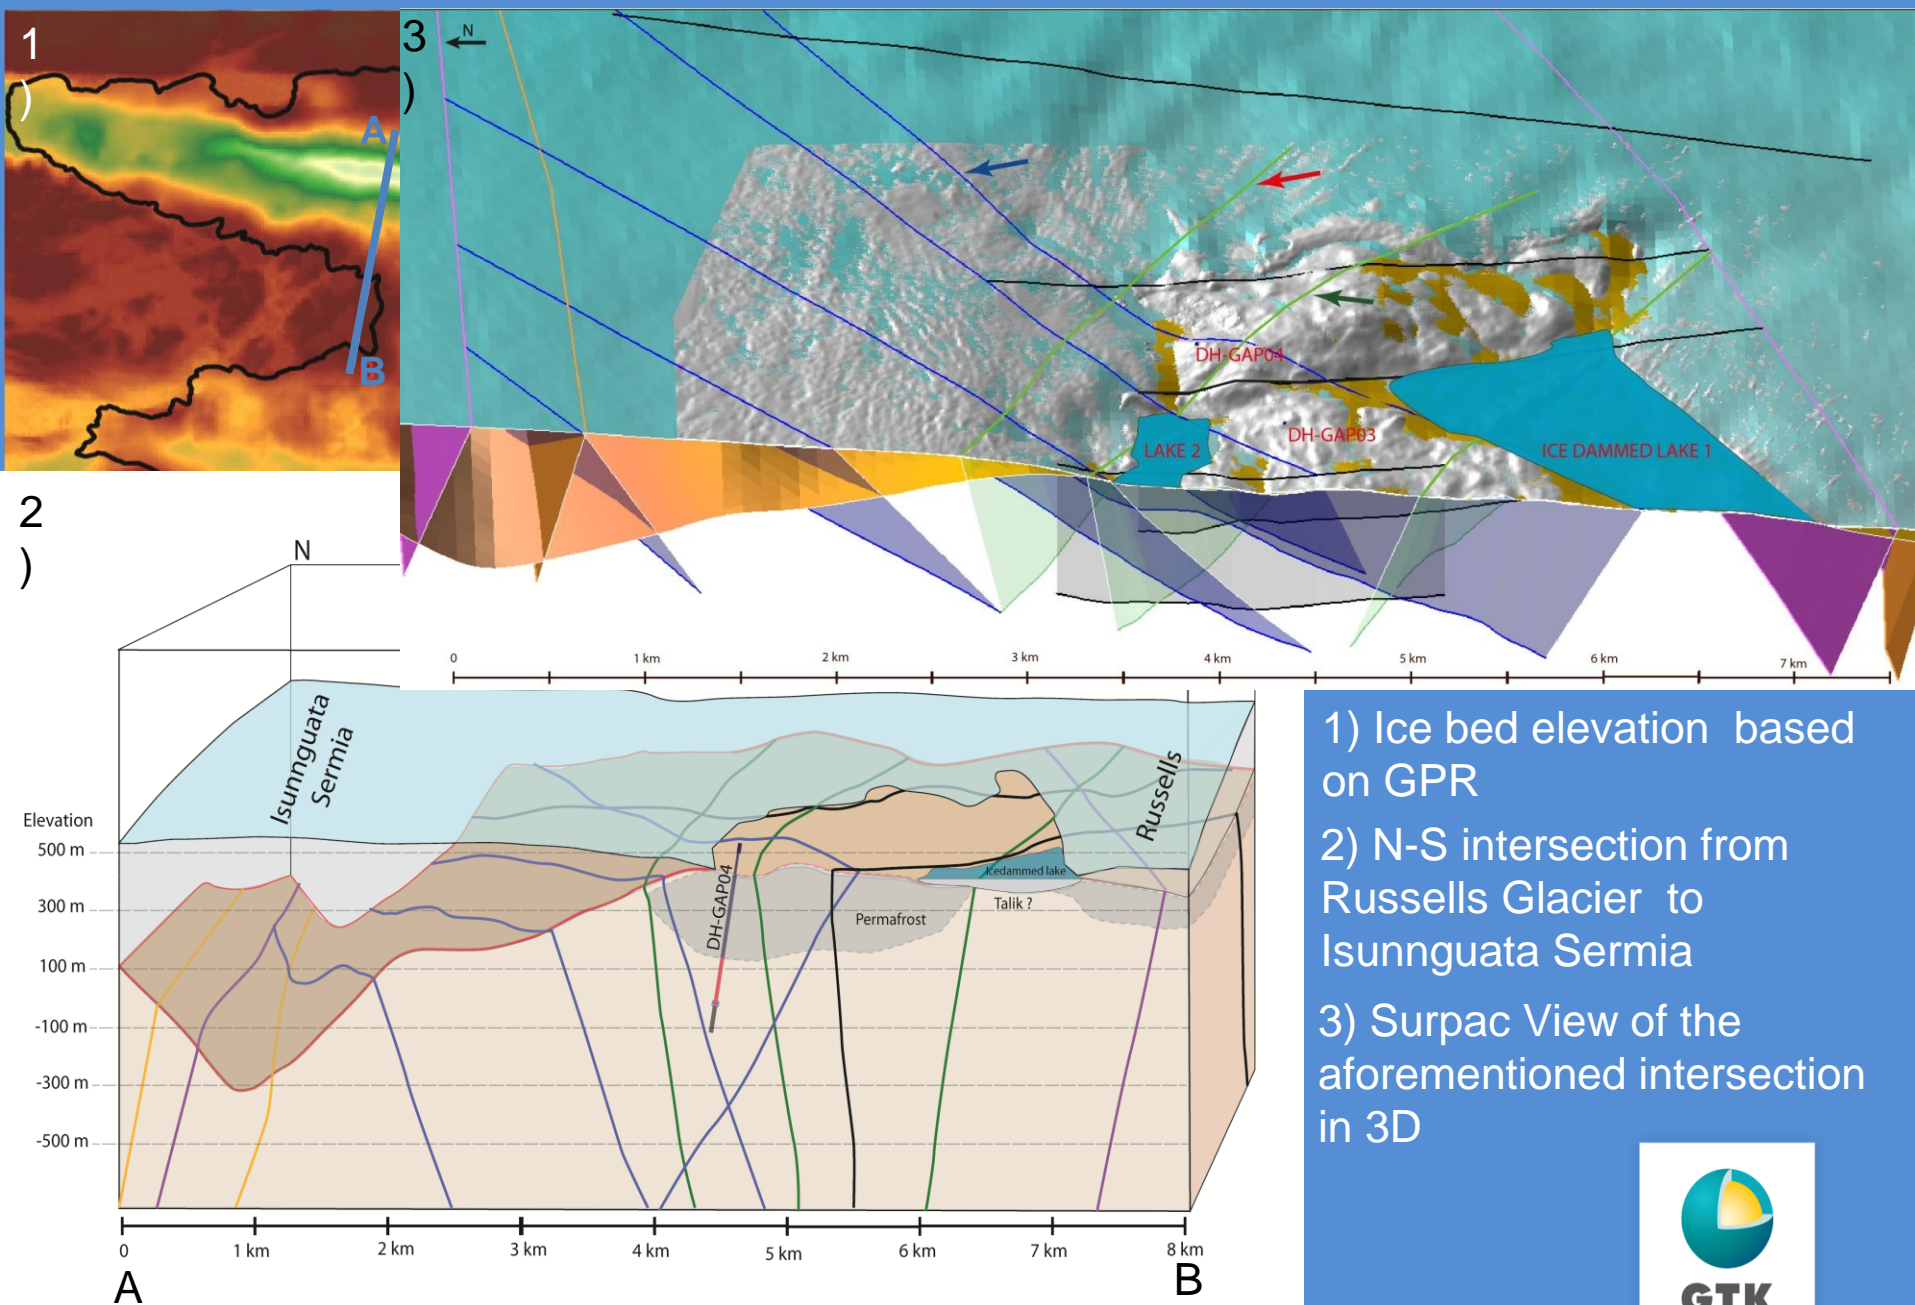 1
)
A
B
3
)
N
DH-GAP04
DH-GAP03
LAKE 2
ICE DAMMED LAKE 1
0
1 km
2 km
3 km
4 km
5 km
6 km
7 km
2
)
N
Isunnguata
Sermia
Russells
Elevation
500 m
300 m
100 m
-100 m
-300 m
-500 m
DH-GAP04
Permafrost
Icedammed lake
Talik ?
0
1 km
2 km
3 km
4 km
5 km
6 km
7 km
8 km
A
B
1) Ice bed elevation based
on GPR
2) N-S intersection from
Russells Glacier to
Isunnguata Sermia
3) Surpac View of the
aforementioned intersection
in 3D
GTK